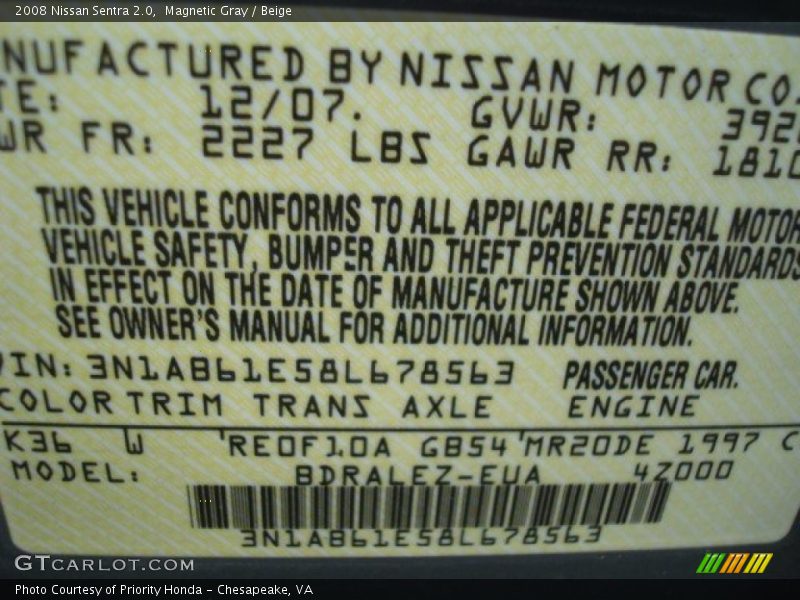 2008 Nissan Sentra 2.0,  Magnetic Gray / Beige
NUFACTURED BY NISSAN MOTOR CO.
TE: 12/07. GVWR: 392
WR FR: 2227 LBS GAWR RR: 1810
THIS VEHICLE CONFORMS TO ALL APPLICABLE FEDERAL MOTOR
VEHICLE SAFETY, BUMPER AND THEFT PREVENTION STANDARDS
IN EFFECT ON THE DATE OF MANUFACTURE SHOWN ABOVE.
SEE OWNER'S MANUAL FOR ADDITIONAL INFORMATION.
VIN: 3N1AB61E58L678563 PASSENGER CAR.
COLOR TRIM TRANS AXLE ENGINE
K36 W 'RE0F10A GB54 'MR20DE 1997 C
MODEL: BDRALEZ-EUA 4Z000
3N1AB61E58L678563
GTCARLOT.COM
Photo Courtesy of Priority Honda - Chesapeake, VA